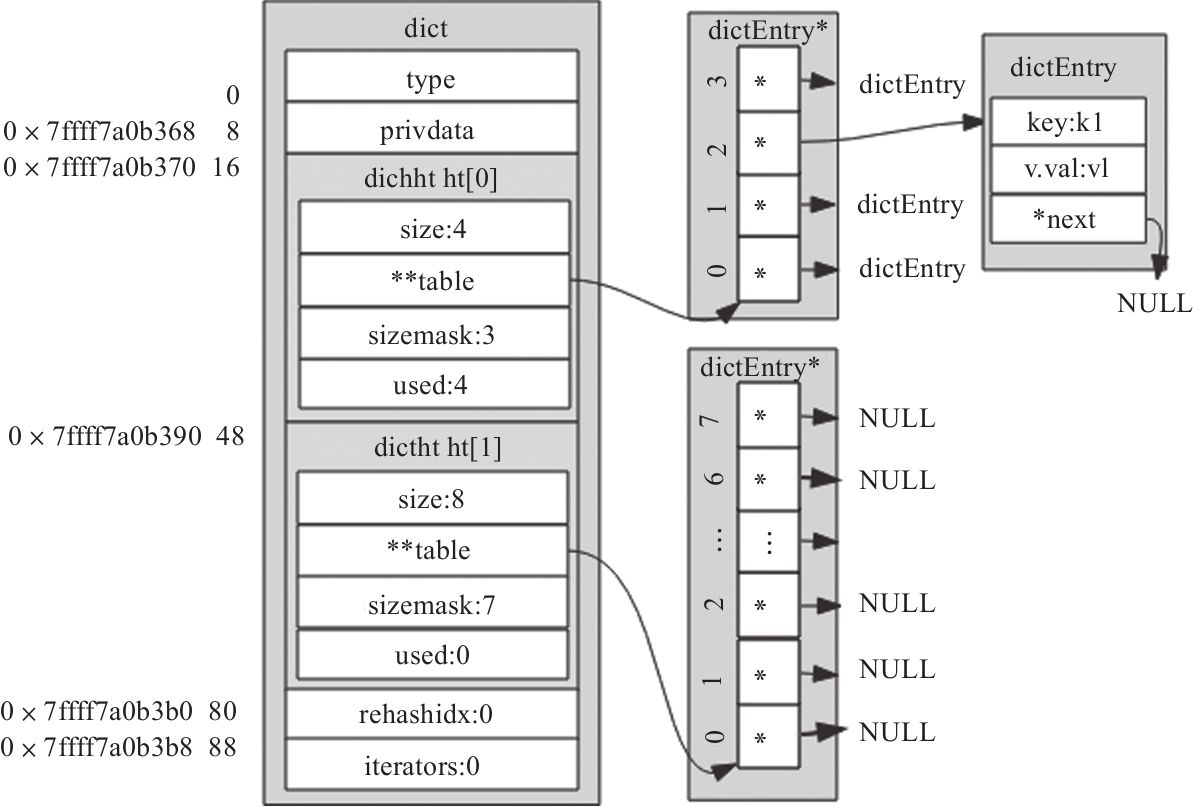 dict
type
0
0 × 7ffff7a0b368 8
privdata
0 × 7ffff7a0b370 16
dichht ht[0]
size:4
**table
sizemask:3
used:4
0 × 7ffff7a0b390 48
dictht ht[1]
size:8
**table
sizemask:7
used:0
0 × 7ffff7a0b3b0 80
rehashidx:0
0 × 7ffff7a0b3b8 88
iterators:0
dictEntry*
3 * dictEntry
2 *
1 * dictEntry
0 * dictEntry
dictEntry
key:k1
v.val:vl
*next
NULL
dictEntry*
7 * NULL
6 * NULL
... ⋮
2 * NULL
1 * NULL
0 * NULL